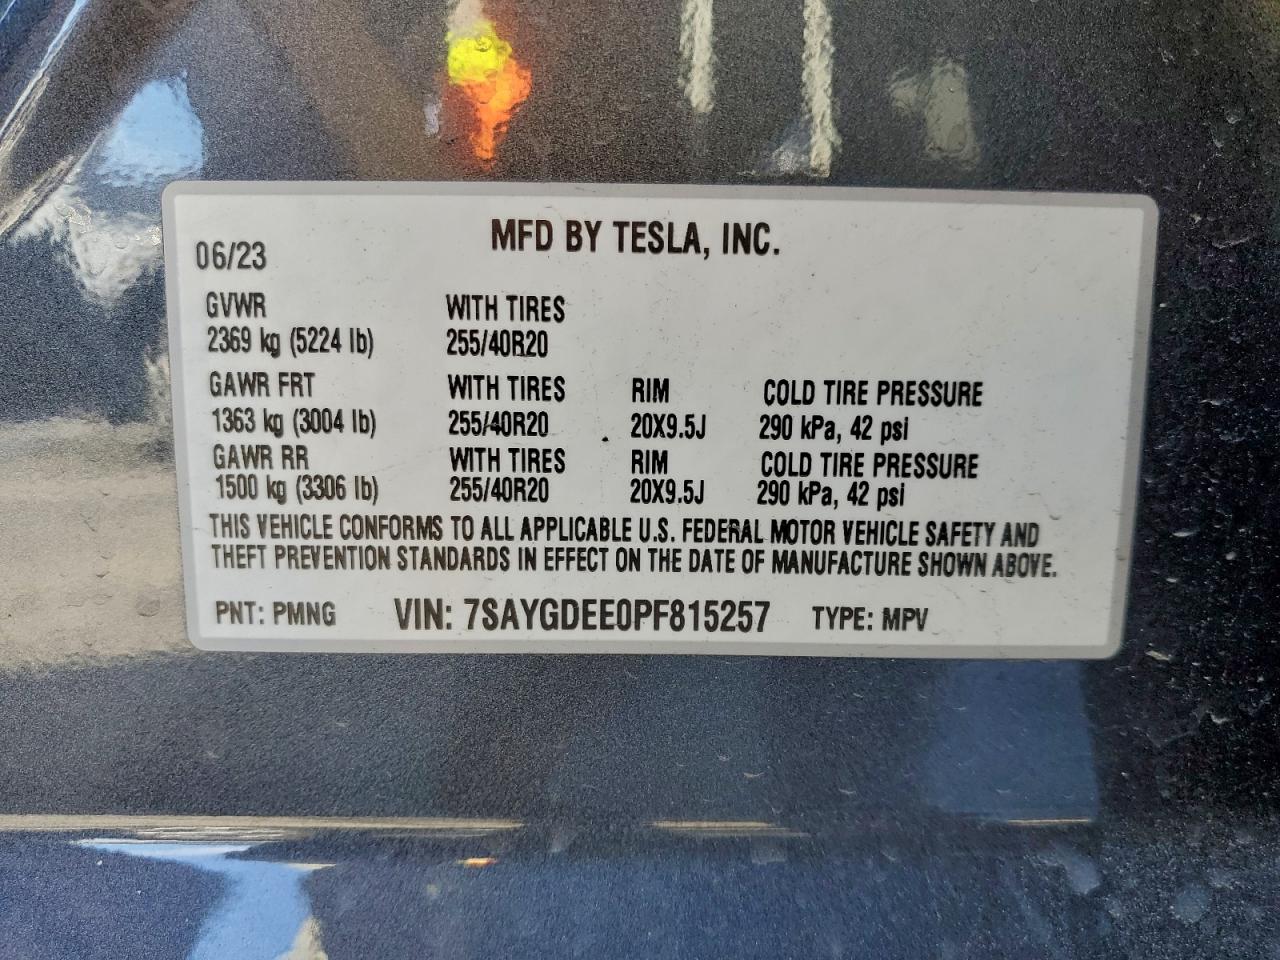 MFD BY TESLA, INC.
06/23
GVWR WITH TIRES
2369 kg (5224 lb) 255/40R20
GAWR FRT WITH TIRES RIM COLD TIRE PRESSURE
1363 kg (3004 lb) 255/40R20 20X9.5J 290 kPa, 42 psi
GAWR RR WITH TIRES RIM COLD TIRE PRESSURE
1500 kg (3306 lb) 255/40R20 20X9.5J 290 kPa, 42 psi
THIS VEHICLE CONFORMS TO ALL APPLICABLE U.S. FEDERAL MOTOR VEHICLE SAFETY AND
THEFT PREVENTION STANDARDS IN EFFECT ON THE DATE OF MANUFACTURE SHOWN ABOVE.
PNT: PMNG VIN: 7SAYGDEE0PF815257 TYPE: MPV